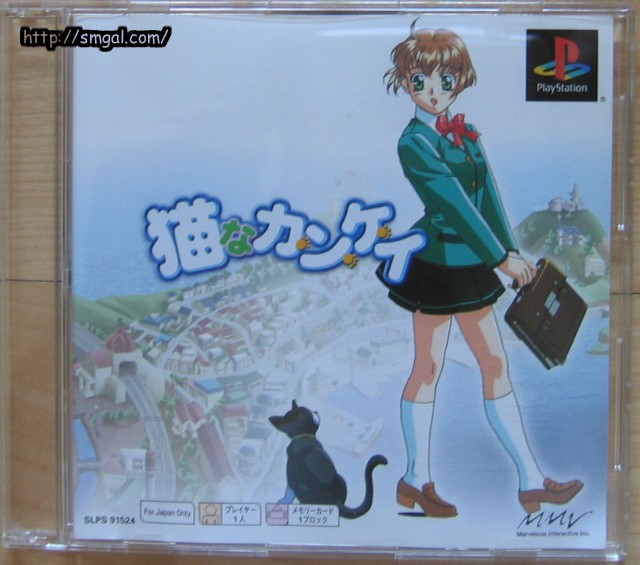 http://smgal.com/
PlayStation
®
猫なカンケイ
SLPS 91524
For Japan Only
プレイヤー
1人
メモリーカード
1ブロック
MMV
Marvelous Interactive Inc.